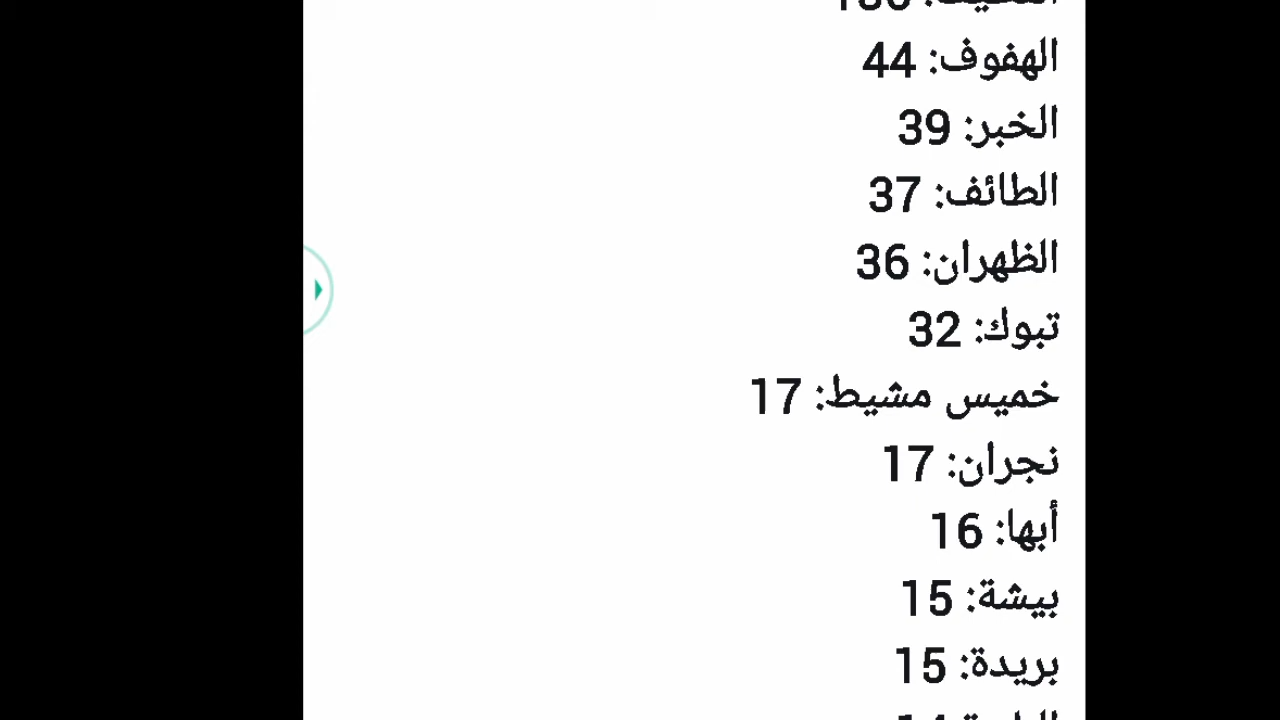 الهفوف: 44
الخبر: 39
الطائف: 37
الظهران: 36
تبوك: 32
خميس مشيط: 17
نجران: 17
أبها: 16
بيشة: 15
بريدة: 15